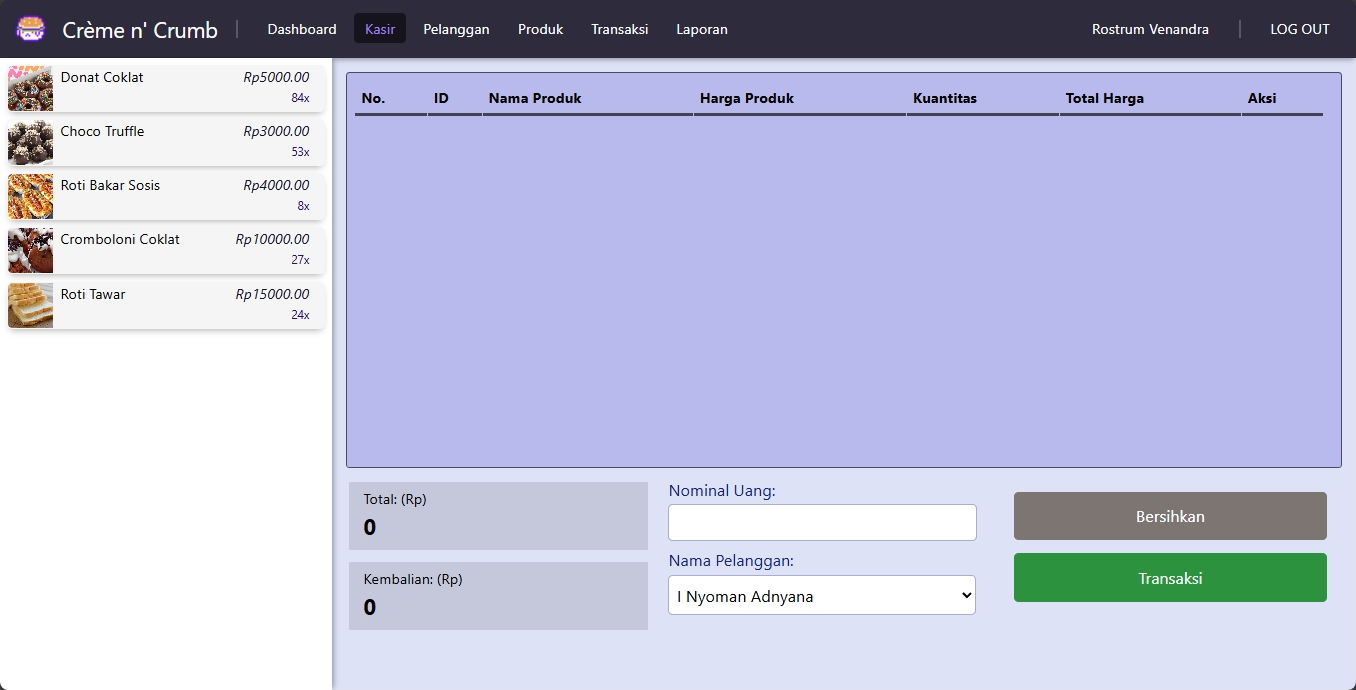 Crème n' Crumb
Dashboard Kasir Pelanggan Produk Transaksi Laporan
Rostrum Venandra
LOG OUT
Donat Coklat Rp5000.00
84x
Choco Truffle Rp3000.00
53x
Roti Bakar Sosis Rp4000.00
8x
Cromboloni Coklat Rp10000.00
27x
Roti Tawar Rp15000.00
24x
No. ID Nama Produk Harga Produk Kuantitas Total Harga Aksi
Total: (Rp)
0
Kembalian: (Rp)
0
Nominal Uang:
Nama Pelanggan:
I Nyoman Adnyana
Bersihkan
Transaksi